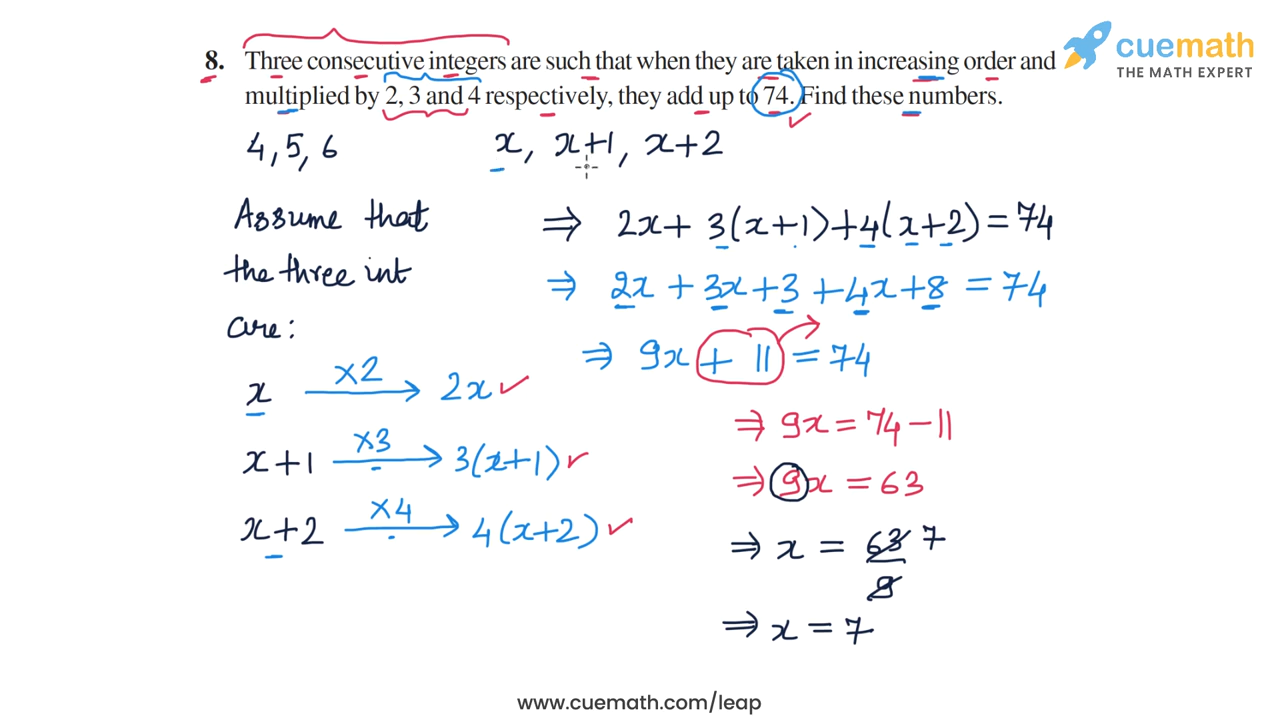 cuemath
THE MATH EXPERT
8. Three consecutive integers are such that when they are taken in increasing order and
multiplied by 2, 3 and 4 respectively, they add up to 74. Find these numbers.
4, 5, 6
x, x+1, x+2
Assume that
the three int
are:
x ×2 → 2x ✓
x+1 ×3 → 3(x+1) ✓
x+2 ×4 → 4(x+2) ✓
⇒ 2x + 3(x+1) + 4(x+2) = 74
⇒ 2x + 3x + 3 + 4x + 8 = 74
⇒ 9x + 11 = 74
⇒ 9x = 74 − 11
⇒ 9x = 63
⇒ x = 63 7
9
⇒ x = 7
www.cuemath.com/leap